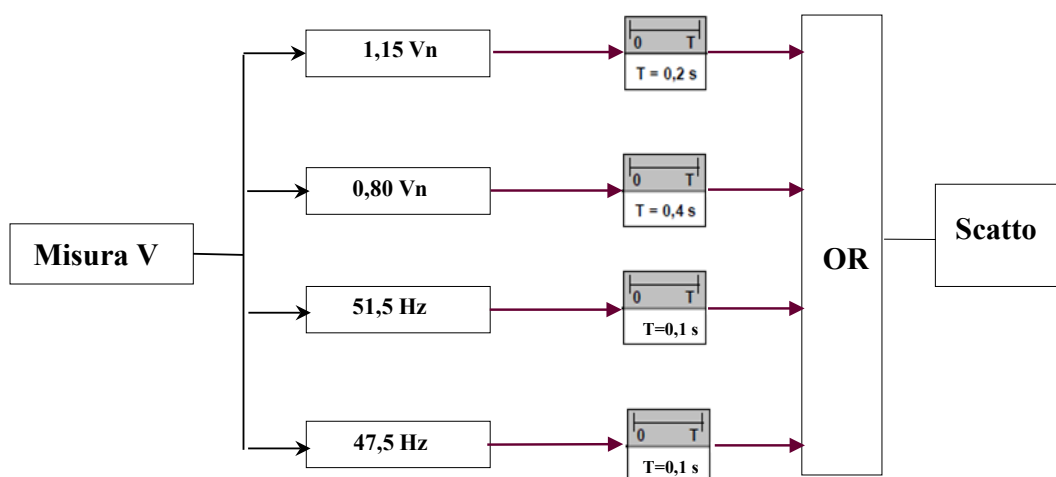 1,15 Vn
0 T
T = 0,2 s
0,80 Vn
0 T
T = 0,4 s
Misura V
OR
Scatto
51,5 Hz
0 T
T=0,1 s
47,5 Hz
0 T
T=0,1 s